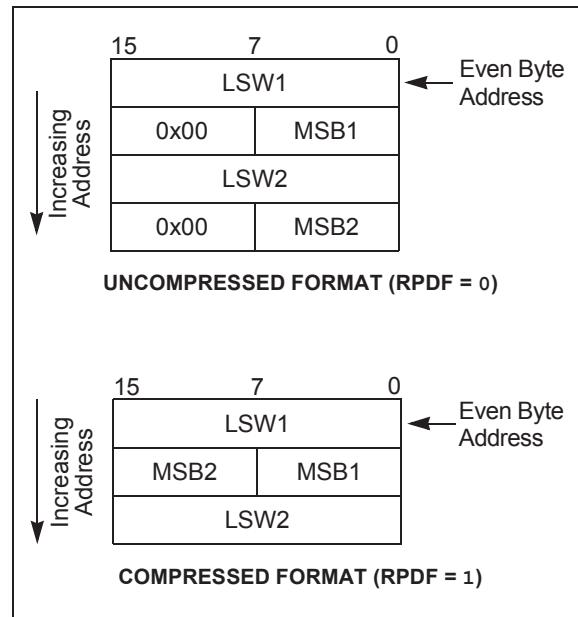 15 7 0
LSW1
Even Byte
Address
0x00 MSB1
LSW2
0x00 MSB2
Increasing
Address
UNCOMPRESSED FORMAT (RPDF = 0)
15 7 0
LSW1
Even Byte
Address
MSB2 MSB1
LSW2
Increasing
Address
COMPRESSED FORMAT (RPDF = 1)